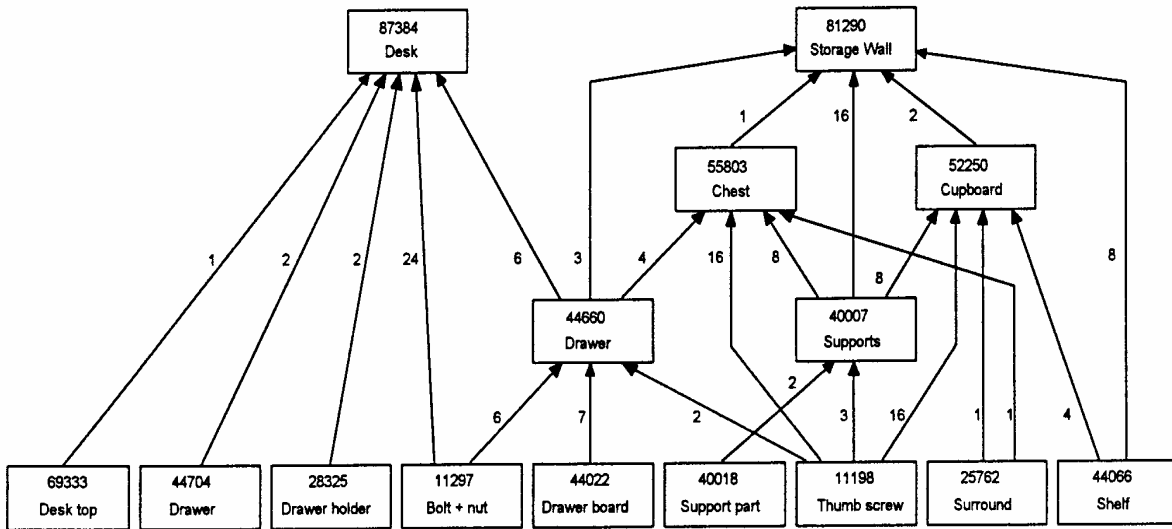 87384
Desk
81290
Storage Wall
1
16
2
55803
Chest
52250
Cupboard
1
2
2
24
6
3
4
16
8
8
8
44660
Drawer
40007
Supports
6
7
2
2
3
16
1
1
4
69333
Desk top
44704
Drawer
28325
Drawer holder
11297
Bolt + nut
44022
Drawer board
40018
Support part
11198
Thumb screw
25762
Surround
44066
Shelf